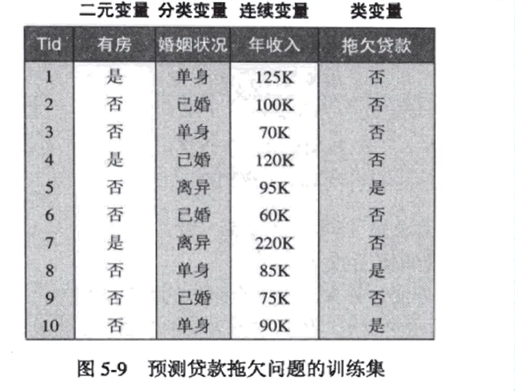 二元变量 分类变量 连续变量 类变量
Tid 有房 婚姻状况 年收入 拖欠贷款
1 是 单身 125K 否
2 否 已婚 100K 否
3 否 单身 70K 否
4 是 已婚 120K 否
5 否 离异 95K 是
6 否 已婚 60K 否
7 是 离异 220K 否
8 否 单身 85K 是
9 否 已婚 75K 否
10 否 单身 90K 是
图 5-9 预测贷款拖欠问题的训练集